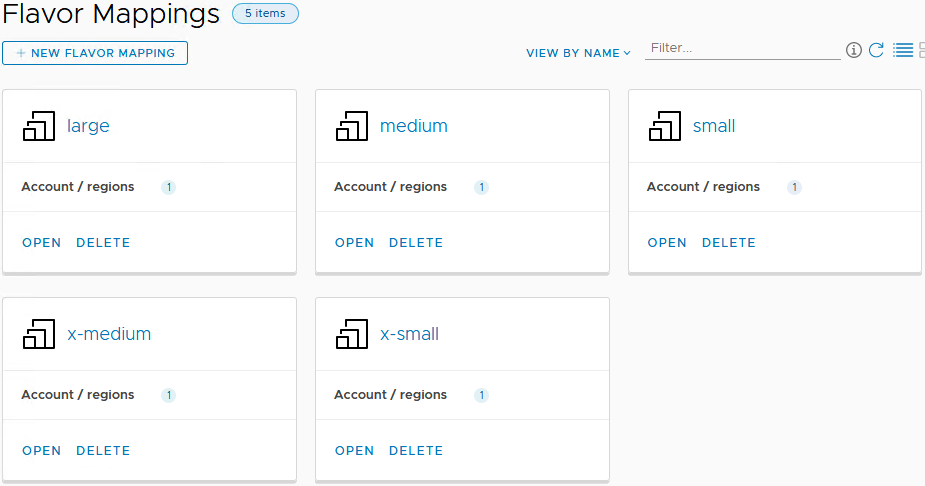 Flavor Mappings 5 items
+ NEW FLAVOR MAPPING VIEW BY NAME Filter...
large medium small
Account / regions 1 Account / regions 1 Account / regions 1
OPEN DELETE OPEN DELETE OPEN DELETE
x-medium x-small
Account / regions 1 Account / regions 1
OPEN DELETE OPEN DELETE